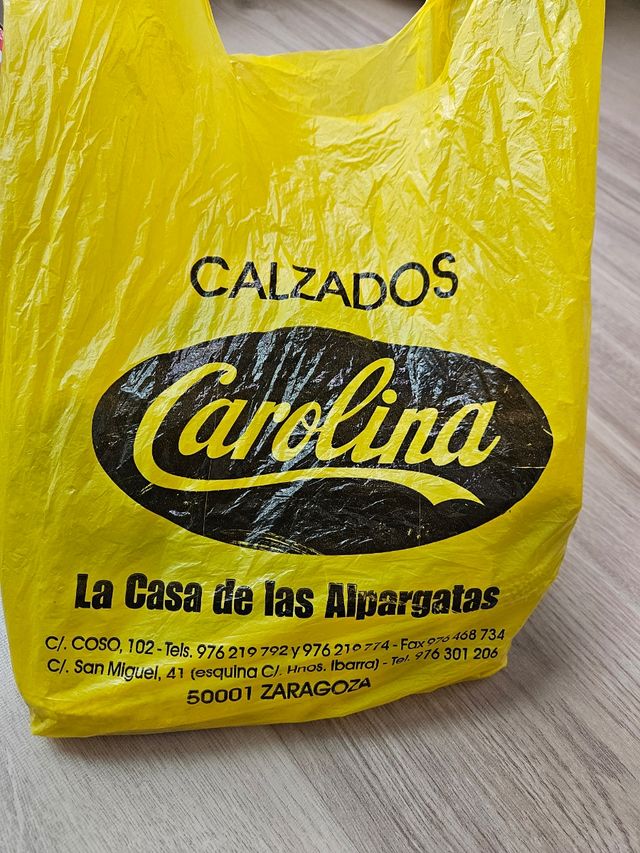 CALZADOS
Carolina
La Casa de las Alpargatas
C/. COSO, 102 - Tels. 976 219 792 y 976 219 774 - Fax 976 468 734
C/. San Miguel, 41 (esquina C/. Hnos. Ibarra) - Tel. 976 301 206
50001 ZARAGOZA